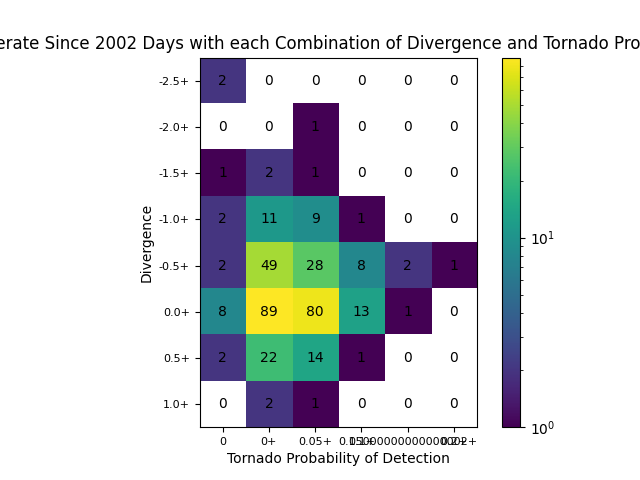 erate Since 2002 Days with each Combination of Divergence and Tornado Pro
Divergence
-2.5+ 2 0 0 0 0 0
-2.0+ 0 0 1 0 0 0
-1.5+ 1 2 1 0 0 0
-1.0+ 2 11 9 1 0 0
-0.5+ 2 49 28 8 2 1
0.0+ 8 89 80 13 1 0
0.5+ 2 22 14 1 0 0
1.0+ 0 2 1 0 0 0
0 0+ 0.05+
Tornado Probability of Detection
10¹
10⁰